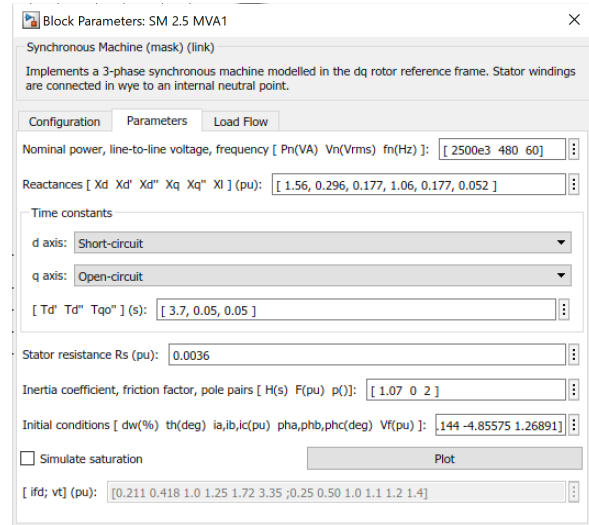 Block Parameters: SM 2.5 MVA1
Synchronous Machine (mask) (link)
Implements a 3-phase synchronous machine modelled in the dq rotor reference frame. Stator windings
are connected in wye to an internal neutral point.
Configuration Parameters Load Flow
Nominal power, line-to-line voltage, frequency [ Pn(VA) Vn(Vrms) fn(Hz) ]: [ 2500e3 480 60]
Reactances [ Xd Xd' Xd'' Xq Xq'' Xl ] (pu): [ 1.56, 0.296, 0.177, 1.06, 0.177, 0.052 ]
Time constants
d axis: Short-circuit
q axis: Open-circuit
[ Td' Td'' Tqo'' ] (s): [ 3.7, 0.05, 0.05 ]
Stator resistance Rs (pu): 0.0036
Inertia coefficient, friction factor, pole pairs [ H(s) F(pu) p()]: [ 1.07 0 2 ]
Initial conditions [ dw(%) th(deg) ia,ib,ic(pu) pha,phb,phc(deg) Vf(pu) ]: .144 -4.85575 1.26891]
Simulate saturation Plot
[ ifd; vt] (pu): [0.211 0.418 1.0 1.25 1.72 3.35 ;0.25 0.50 1.0 1.1 1.2 1.4]